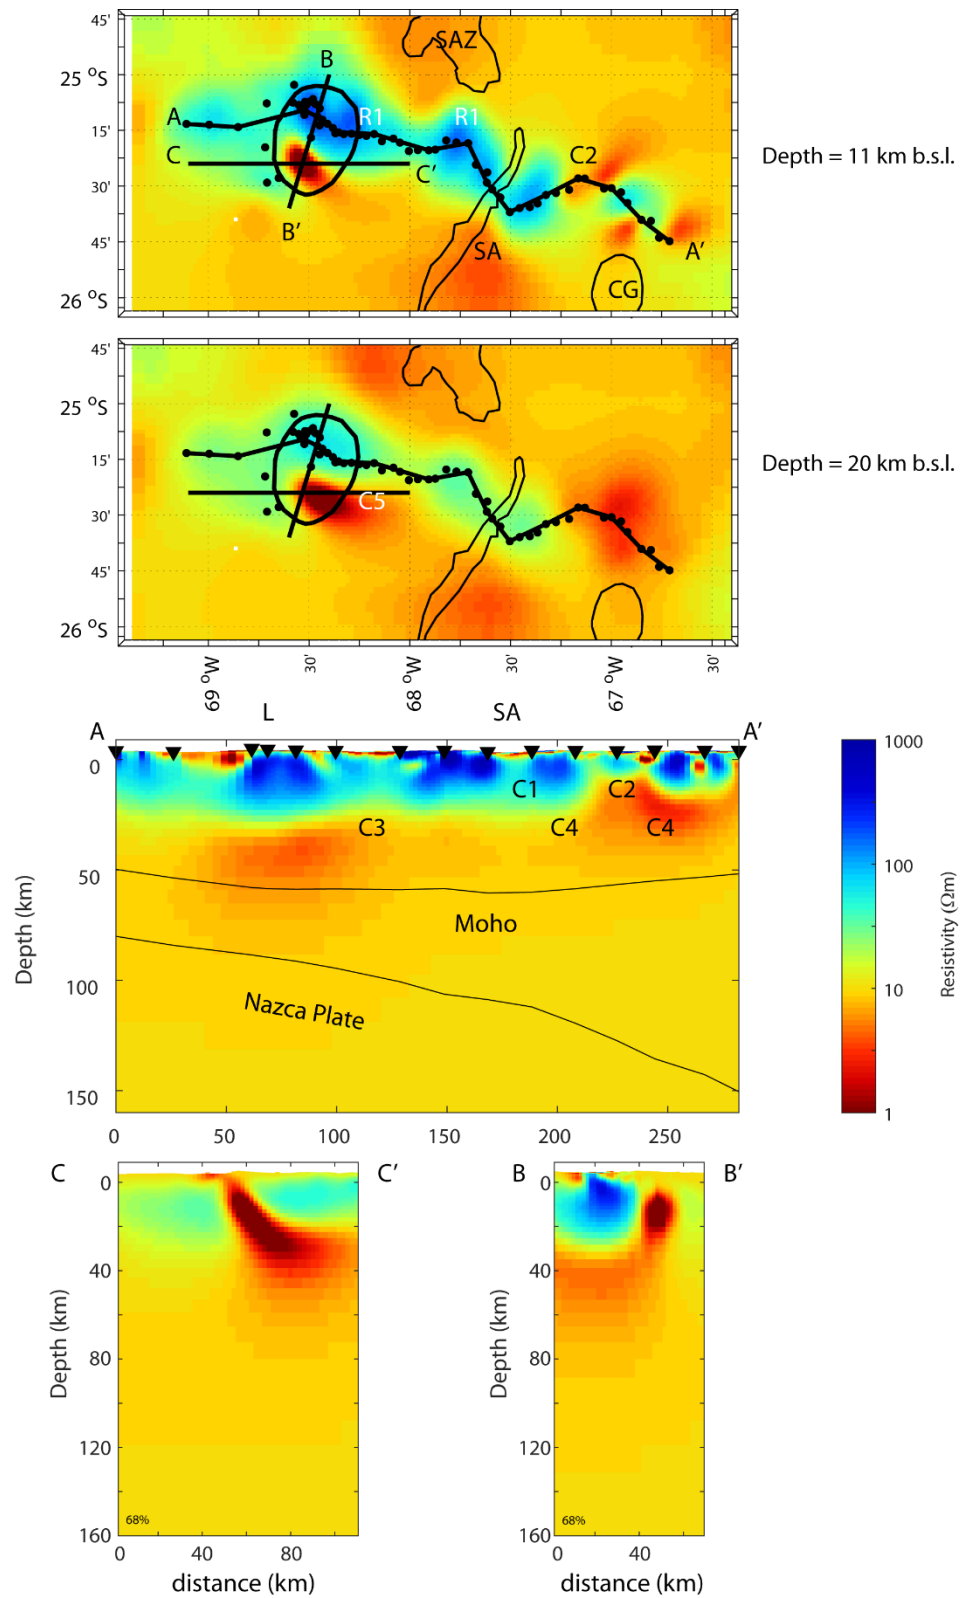 45'
25 °S
15'
30'
45'
26 °S
SAZ
B
A
R1
R1
C
C'
C2
B'
SA
A'
CG
Depth = 11 km b.s.l.
45'
25 °S
15'
30'
45'
26 °S
C5
Depth = 20 km b.s.l.
69 °W
30'
68 °W
30'
67 °W
30'
L
SA
A
A'
0
50
100
150
Depth (km)
C1
C2
C3
C4
C4
Moho
Nazca Plate
0
50
100
150
200
250
1000
100
10
1
Resistivity (Ωm)
C
C'
0
40
80
120
160
Depth (km)
68%
0
40
80
distance (km)
B
B'
0
40
80
120
160
Depth (km)
68%
0
40
80
distance (km)